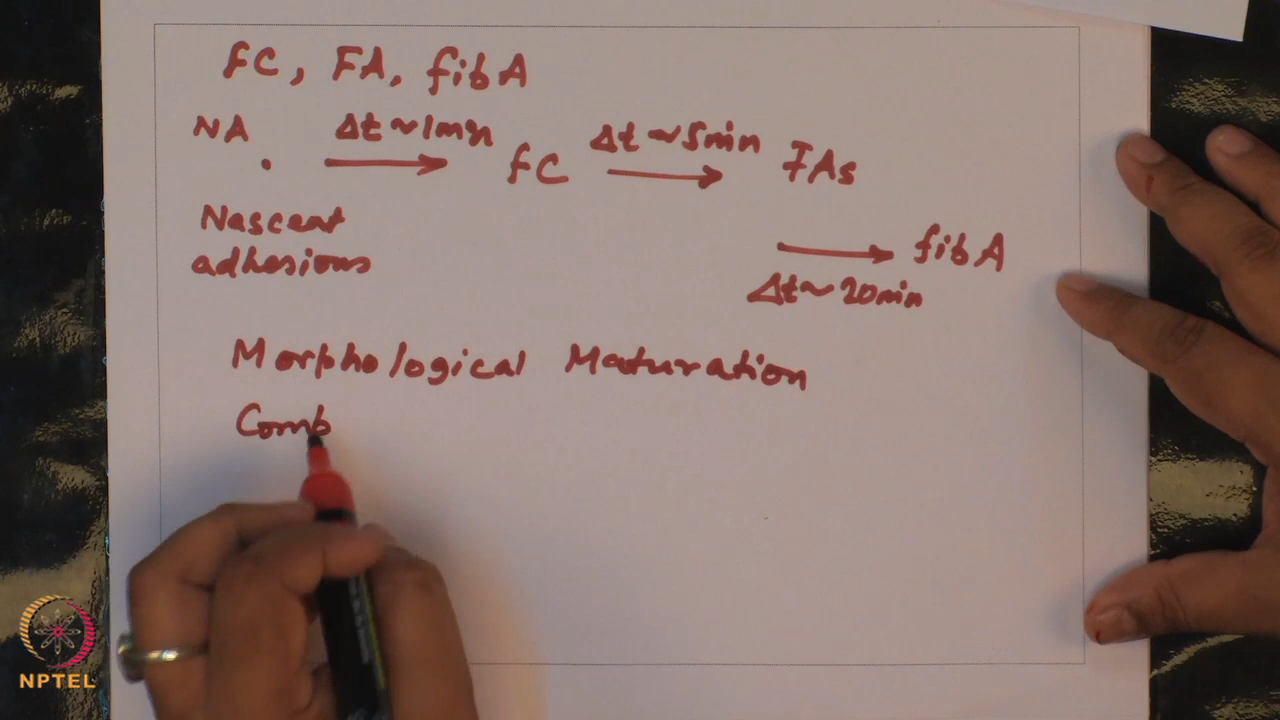 FC, FA, fibA
NA Δt~1min FC Δt~5min FAs
Nascent
adhesions
fibA
Δt~20min
Morphological Maturation
Comb
NPTEL